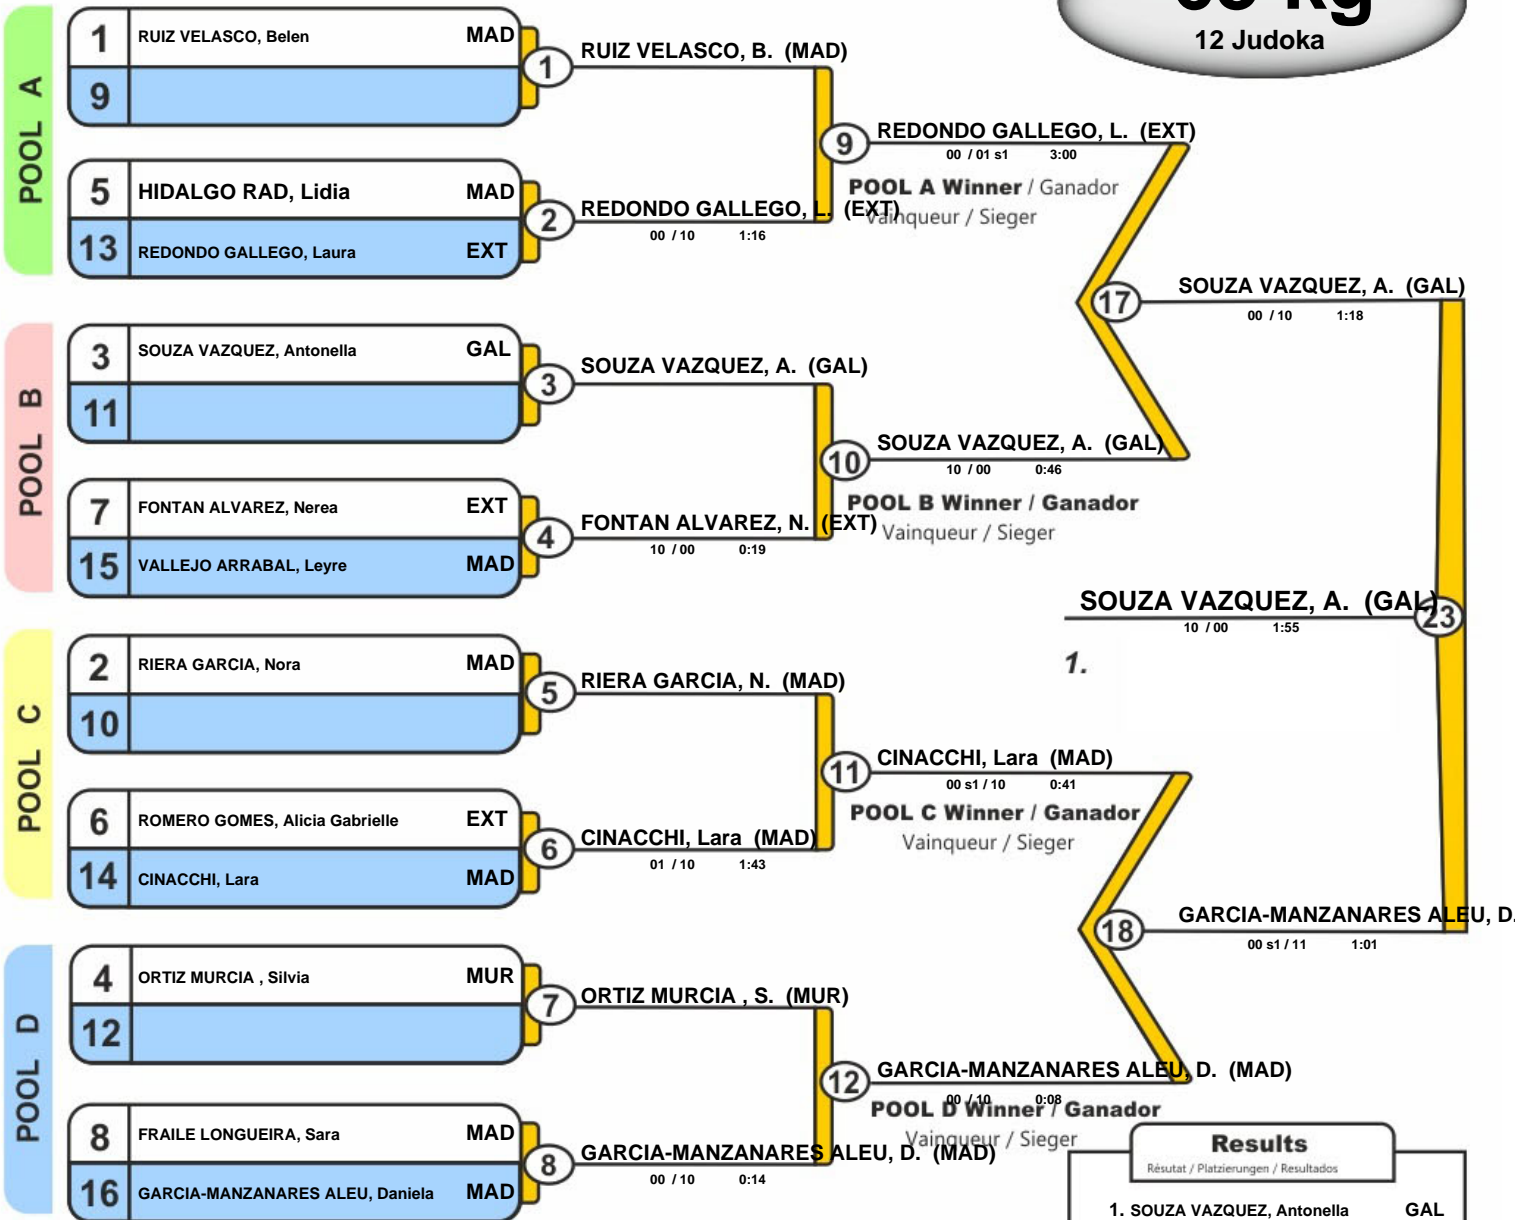 12 Judoka
POOL A
1 RUIZ VELASCO, Belen MAD
9
1 RUIZ VELASCO, B. (MAD)
5 HIDALGO RAD, Lidia MAD
13 REDONDO GALLEGO, Laura EXT
2 REDONDO GALLEGO, L. (EXT)
00 / 10 1:16
9 REDONDO GALLEGO, L. (EXT)
00 / 01 s1 3:00
POOL A Winner / Ganador
Vainqueur / Sieger
POOL B
3 SOUZA VAZQUEZ, Antonella GAL
11
3 SOUZA VAZQUEZ, A. (GAL)
7 FONTAN ALVAREZ, Nerea EXT
15 VALLEJO ARRABAL, Leyre MAD
4 FONTAN ALVAREZ, N. (EXT)
10 / 00 0:19
10 SOUZA VAZQUEZ, A. (GAL)
10 / 00 0:46
POOL B Winner / Ganador
Vainqueur / Sieger
17 SOUZA VAZQUEZ, A. (GAL)
00 / 10 1:18
SOUZA VAZQUEZ, A. (GAL) 23
10 / 00 1:55
1.
POOL C
2 RIERA GARCIA, Nora MAD
10
5 RIERA GARCIA, N. (MAD)
6 ROMERO GOMES, Alicia Gabrielle EXT
14 CINACCHI, Lara MAD
6 CINACCHI, Lara (MAD)
01 / 10 1:43
11 CINACCHI, Lara (MAD)
00 s1 / 10 0:41
POOL C Winner / Ganador
Vainqueur / Sieger
18 GARCIA-MANZANARES ALEU, D.
00 s1 / 11 1:01
POOL D
4 ORTIZ MURCIA , Silvia MUR
12
7 ORTIZ MURCIA , S. (MUR)
8 FRAILE LONGUEIRA, Sara MAD
16 GARCIA-MANZANARES ALEU, Daniela MAD
8 GARCIA-MANZANARES ALEU, D. (MAD)
00 / 10 0:14
12 GARCIA-MANZANARES ALEU, D. (MAD)
00 / 10 0:08
POOL D Winner / Ganador
Vainqueur / Sieger
Results
Résutat / Platzierungen / Resultados
1. SOUZA VAZQUEZ, Antonella GAL